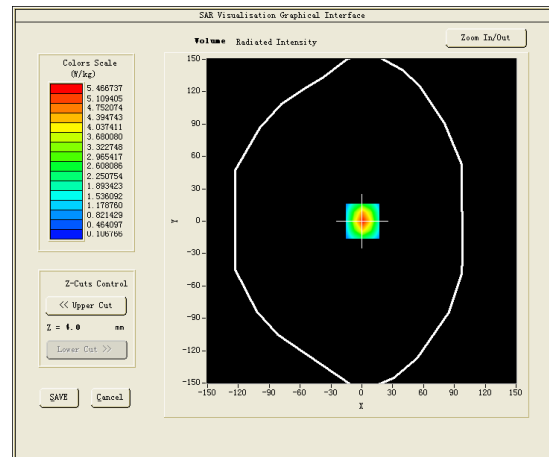 SAR Visualisation Graphical Interface
Volume Radiated Intensity
Zoom In/Out
Colors Scale
(W/kg)
5.466737
5.109405
4.752074
4.394743
4.037411
3.680080
3.322748
2.965417
2.608086
2.250754
1.893423
1.536092
1.178760
0.821429
0.464097
0.106766
Z-Cuts Control
<< Upper Cut
Z = 4.0 mm
Lower Cut >>
SAVE
Cancel
Y
150
120
90
60
30
0
-30
-60
-90
-120
-150
-150 -120 -90 -60 -30 0 30 60 90 120 150
X